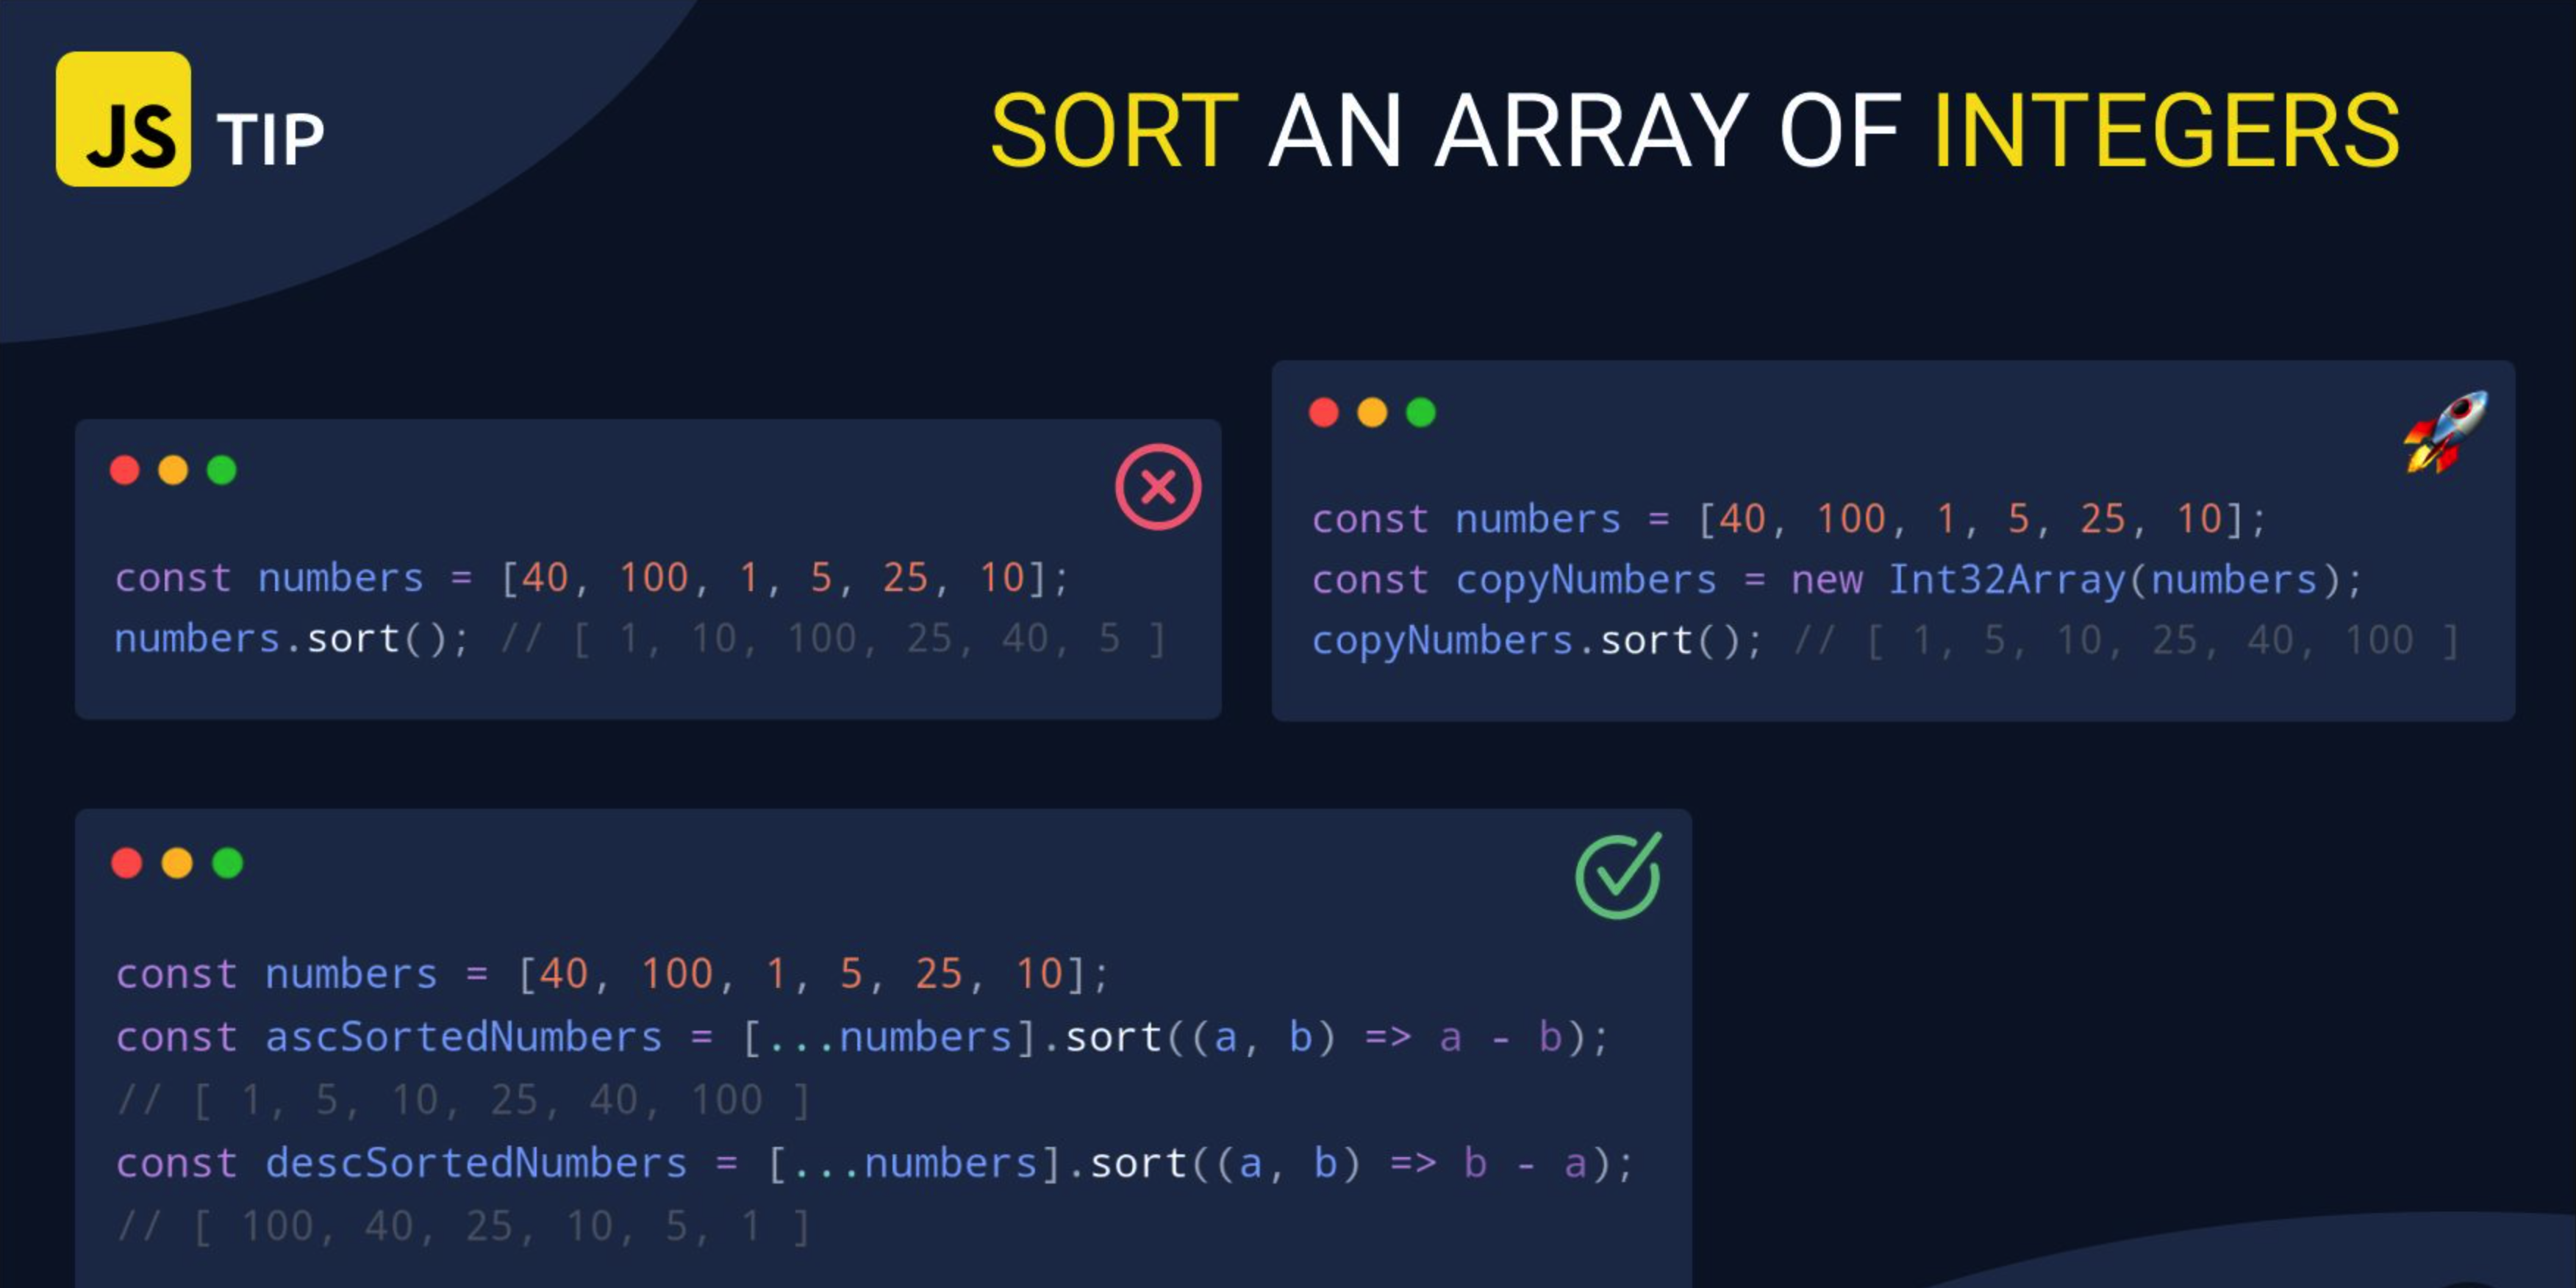 JS TIP
SORT AN ARRAY OF INTEGERS
const numbers = [40, 100, 1, 5, 25, 10];
numbers.sort(); // [ 1, 10, 100, 25, 40, 5 ]
const numbers = [40, 100, 1, 5, 25, 10];
const copyNumbers = new Int32Array(numbers);
copyNumbers.sort(); // [ 1, 5, 10, 25, 40, 100 ]
const numbers = [40, 100, 1, 5, 25, 10];
const ascSortedNumbers = [...numbers].sort((a, b) => a - b);
// [ 1, 5, 10, 25, 40, 100 ]
const descSortedNumbers = [...numbers].sort((a, b) => b - a);
// [ 100, 40, 25, 10, 5, 1 ]